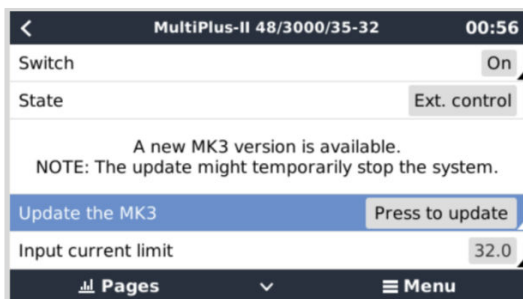 MultiPlus-II 48/3000/35-32 00:56
Switch On
State Ext. control
A new MK3 version is available.
NOTE: The update might temporarily stop the system.
Update the MK3 Press to update
Input current limit 32.0
Pages Menu